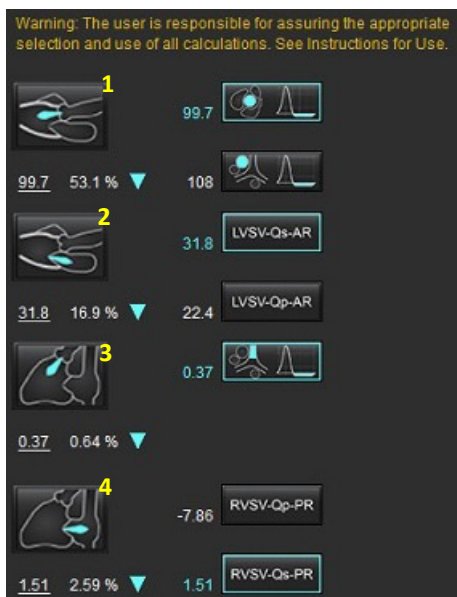 Warning: The user is responsible for assuring the appropriate
selection and use of all calculations. See Instructions for Use.
1
99.7
99.7 53.1 % 108
2
31.8 LVSV-Qs-AR
31.8 16.9 % 22.4 LVSV-Qp-AR
3
0.37
0.37 0.64 %
4
-7.86 RVSV-Qp-PR
1.51 2.59 % 1.51 RVSV-Qs-PR